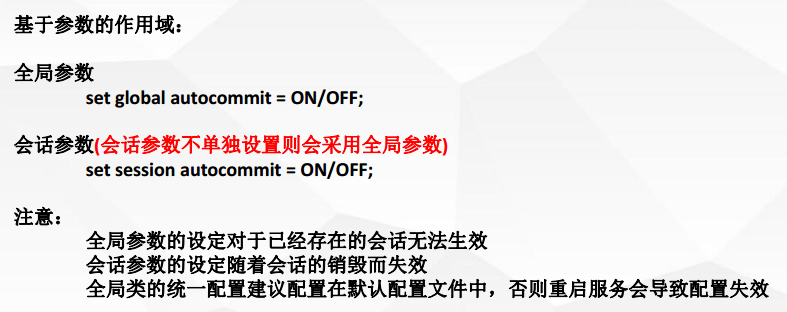 基于参数的作用域：
全局参数
set global autocommit = ON/OFF;
会话参数(会话参数不单独设置则会采用全局参数)
set session autocommit = ON/OFF;
注意：
全局参数的设定对于已经存在的会话无法生效
会话参数的设定随着会话的销毁而失效
全局类的统一配置建议配置在默认配置文件中，否则重启服务会导致配置失效